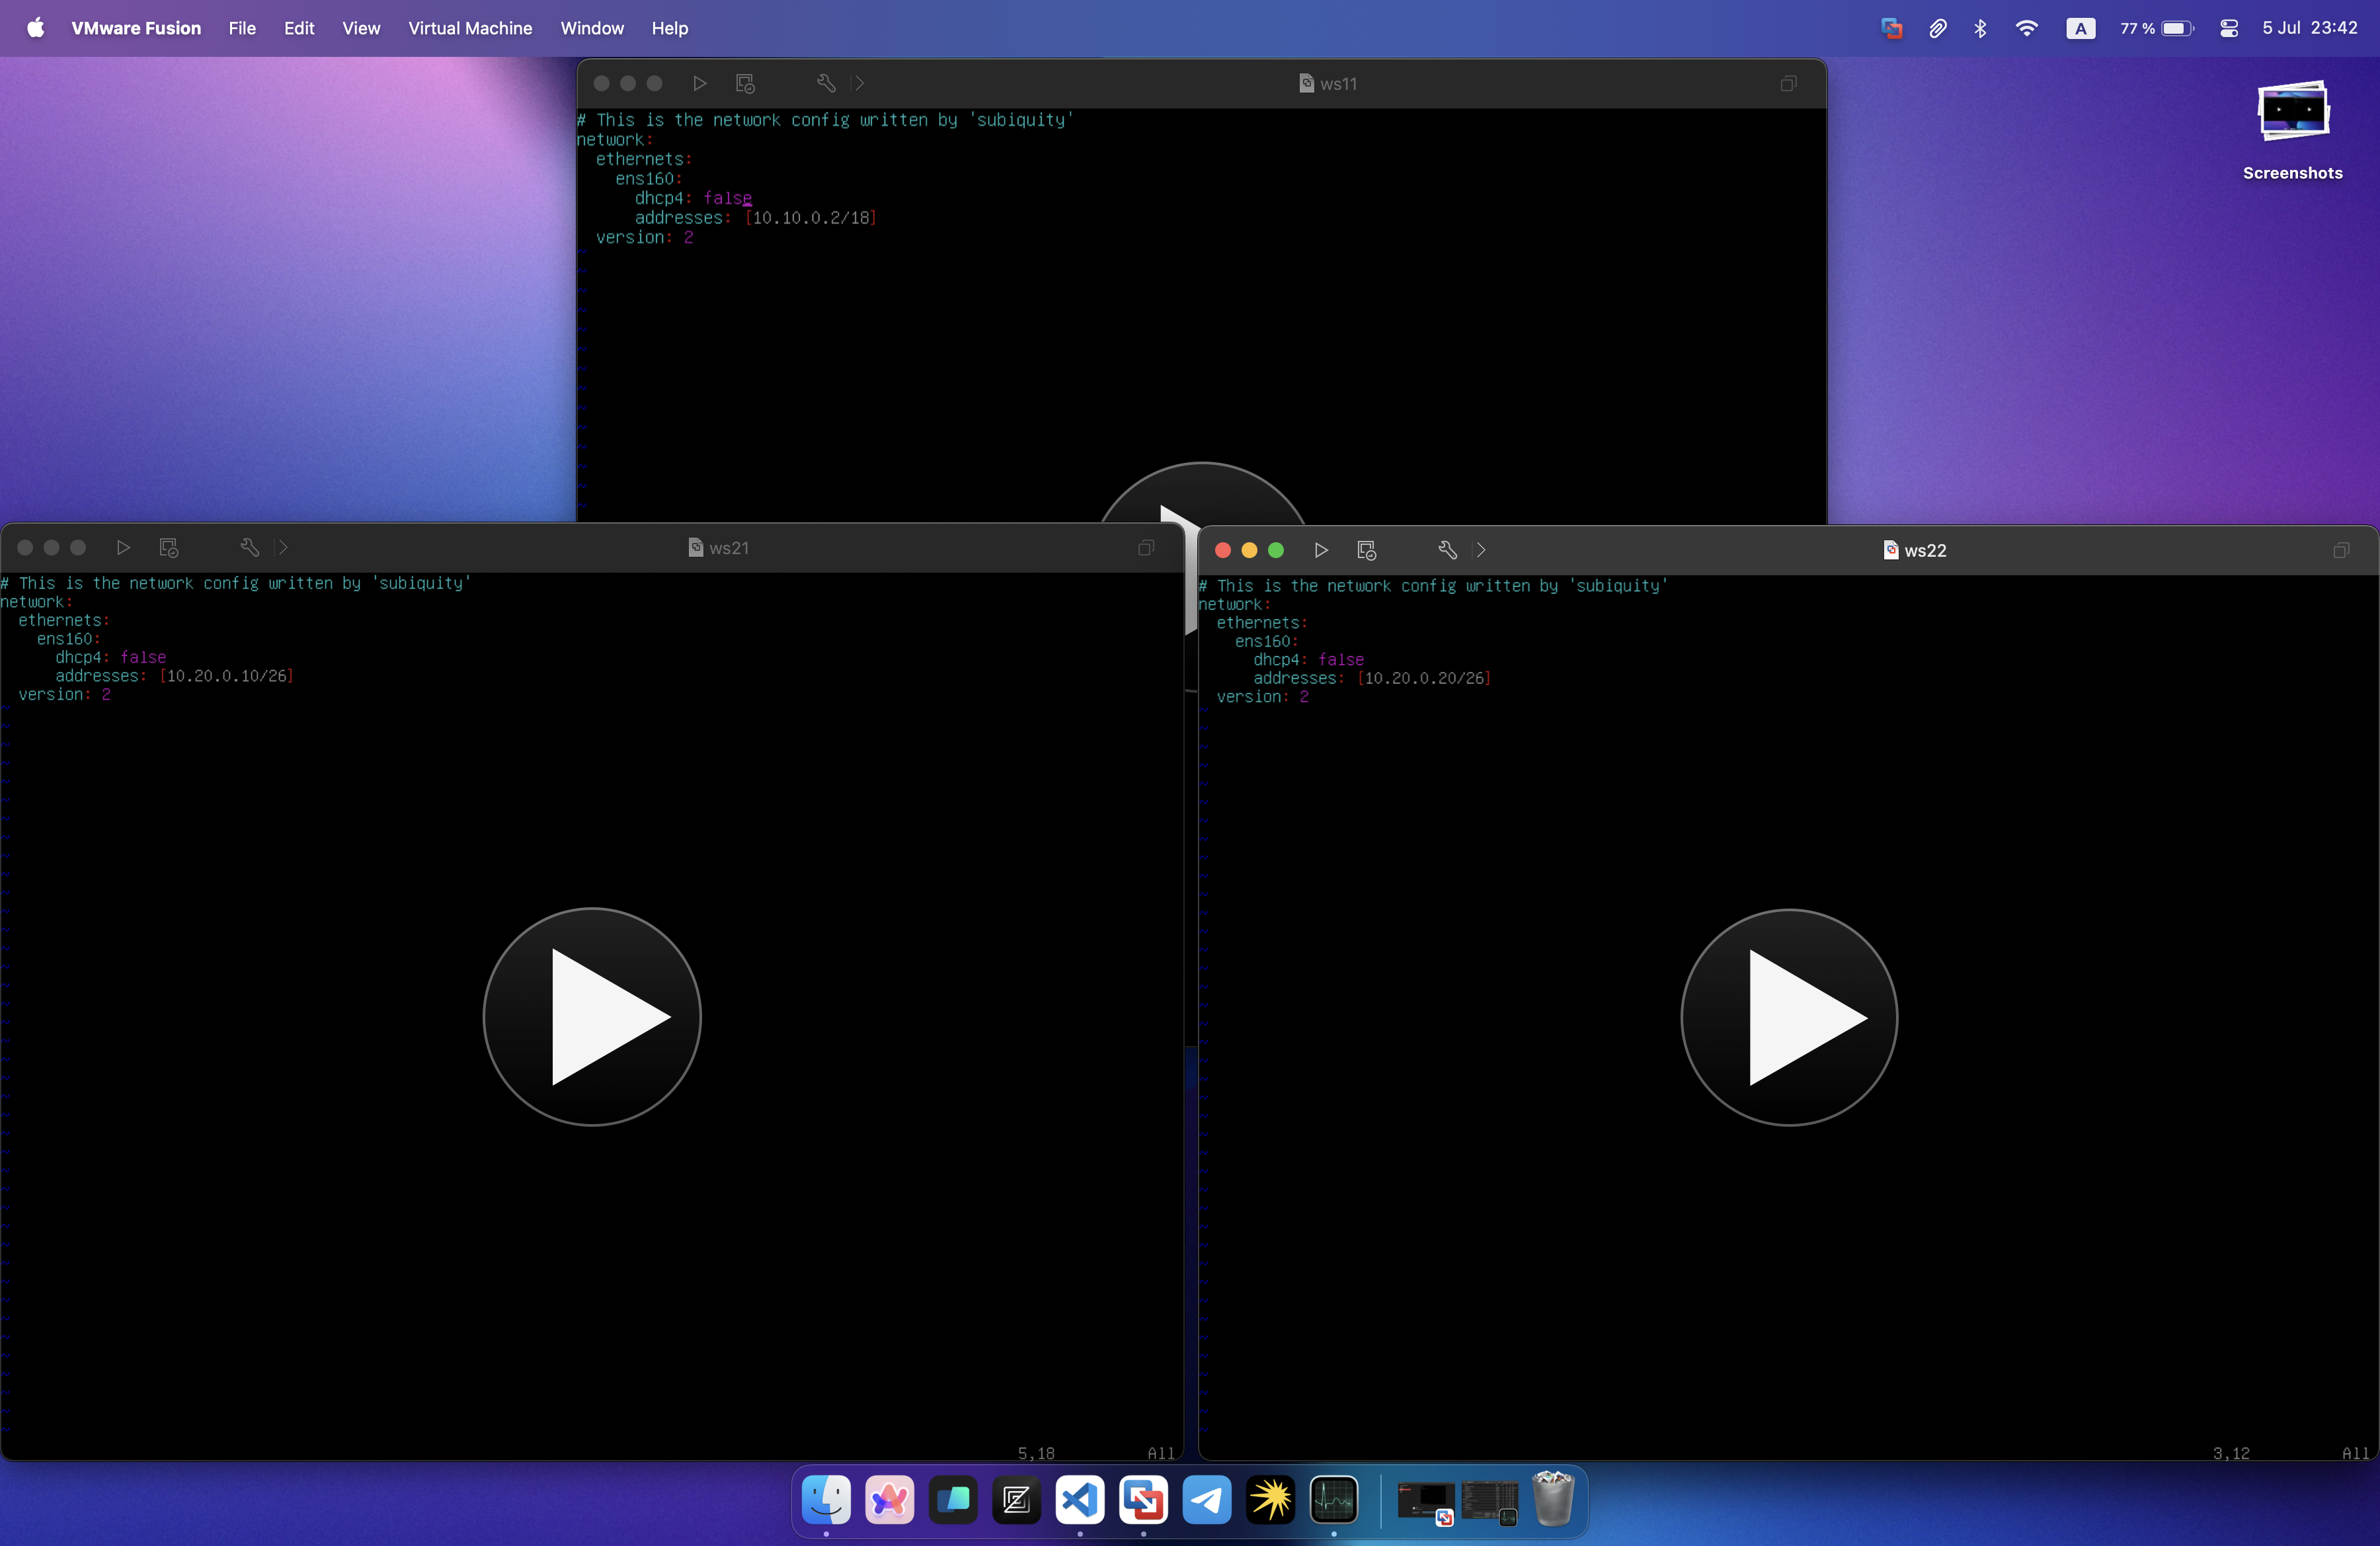 VMware Fusion File Edit View Virtual Machine Window Help A 77 % 5 Jul 23:42
ws11
# This is the network config written by 'subiquity'
network:
  ethernets:
    ens160:
      dhcp4: false
      addresses: [10.10.0.2/18]
  version: 2
Screenshots
ws21
# This is the network config written by 'subiquity'
network:
  ethernets:
    ens160:
      dhcp4: false
      addresses: [10.20.0.10/26]
  version: 2
5,18 All
ws22
# This is the network config written by 'subiquity'
network:
  ethernets:
    ens160:
      dhcp4: false
      addresses: [10.20.0.20/26]
  version: 2
3,12 All